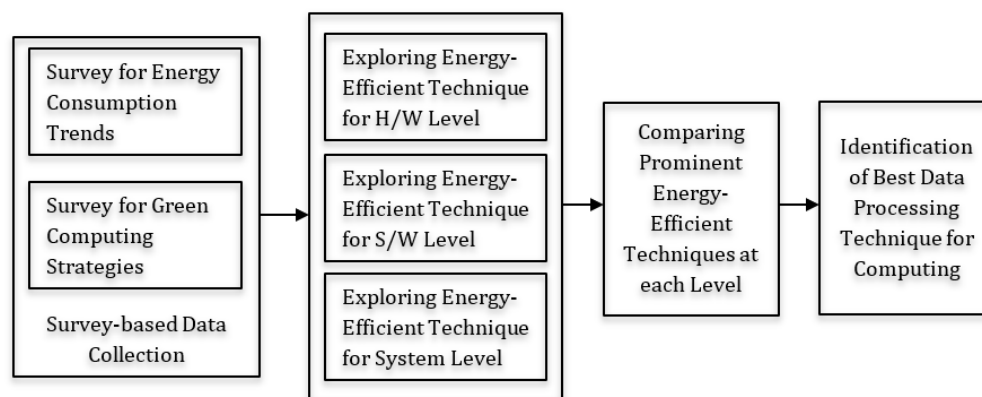 Survey for Energy
Consumption
Trends
Survey for Green
Computing
Strategies
Survey-based Data
Collection
Exploring Energy-
Efficient Technique
for H/W Level
Exploring Energy-
Efficient Technique
for S/W Level
Exploring Energy-
Efficient Technique
for System Level
Comparing
Prominent
Energy-
Efficient
Techniques at
each Level
Identification
of Best Data
Processing
Technique for
Computing